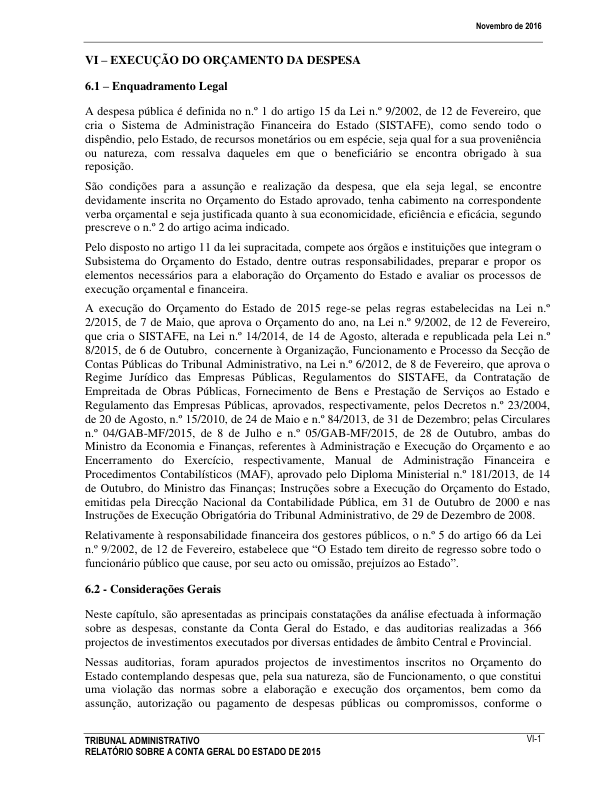 Novembro de 2016
VI – EXECUÇÃO DO ORÇAMENTO DA DESPESA
6.1 – Enquadramento Legal
A despesa pública é definida no n.º 1 do artigo 15 da Lei n.º 9/2002, de 12 de Fevereiro, que
cria o Sistema de Administração Financeira do Estado (SISTAFE), como sendo todo o
dispêndio, pelo Estado, de recursos monetários ou em espécie, seja qual for a sua proveniência
ou natureza, com ressalva daqueles em que o beneficiário se encontra obrigado à sua
reposição.
São condições para a assunção e realização da despesa, que ela seja legal, se encontre
devidamente inscrita no Orçamento do Estado aprovado, tenha cabimento na correspondente
verba orçamental e seja justificada quanto à sua economicidade, eficiência e eficácia, segundo
prescreve o n.º 2 do artigo acima indicado.
Pelo disposto no artigo 11 da lei supracitada, compete aos órgãos e instituições que integram o
Subsistema do Orçamento do Estado, dentre outras responsabilidades, preparar e propor os
elementos necessários para a elaboração do Orçamento do Estado e avaliar os processos de
execução orçamental e financeira.
A execução do Orçamento do Estado de 2015 rege-se pelas regras estabelecidas na Lei n.º
2/2015, de 7 de Maio, que aprova o Orçamento do ano, na Lei n.º 9/2002, de 12 de Fevereiro,
que cria o SISTAFE, na Lei n.º 14/2014, de 14 de Agosto, alterada e republicada pela Lei n.º
8/2015, de 6 de Outubro, concernente à Organização, Funcionamento e Processo da Secção de
Contas Públicas do Tribunal Administrativo, na Lei n.º 6/2012, de 8 de Fevereiro, que aprova o
Regime Jurídico das Empresas Públicas, Regulamentos do SISTAFE, da Contratação de
Empreitada de Obras Públicas, Fornecimento de Bens e Prestação de Serviços ao Estado e
Regulamento das Empresas Públicas, aprovados, respectivamente, pelos Decretos n.º 23/2004,
de 20 de Agosto, n.º 15/2010, de 24 de Maio e n.º 84/2013, de 31 de Dezembro; pelas Circulares
n.º 04/GAB-MF/2015, de 8 de Julho e n.º 05/GAB-MF/2015, de 28 de Outubro, ambas do
Ministro da Economia e Finanças, referentes à Administração e Execução do Orçamento e ao
Encerramento do Exercício, respectivamente, Manual de Administração Financeira e
Procedimentos Contabilísticos (MAF), aprovado pelo Diploma Ministerial n.º 181/2013, de 14
de Outubro, do Ministro das Finanças; Instruções sobre a Execução do Orçamento do Estado,
emitidas pela Direcção Nacional da Contabilidade Pública, em 31 de Outubro de 2000 e nas
Instruções de Execução Obrigatória do Tribunal Administrativo, de 29 de Dezembro de 2008.
Relativamente à responsabilidade financeira dos gestores públicos, o n.º 5 do artigo 66 da Lei
n.º 9/2002, de 12 de Fevereiro, estabelece que “O Estado tem direito de regresso sobre todo o
funcionário público que cause, por seu acto ou omissão, prejuízos ao Estado”.
6.2 - Considerações Gerais
Neste capítulo, são apresentadas as principais constatações da análise efectuada à informação
sobre as despesas, constante da Conta Geral do Estado, e das auditorias realizadas a 366
projectos de investimentos executados por diversas entidades de âmbito Central e Provincial.
Nessas auditorias, foram apurados projectos de investimentos inscritos no Orçamento do
Estado contemplando despesas que, pela sua natureza, são de Funcionamento, o que constitui
uma violação das normas sobre a elaboração e execução dos orçamentos, bem como da
assunção, autorização ou pagamento de despesas públicas ou compromissos, conforme o
TRIBUNAL ADMINISTRATIVO
RELATÓRIO SOBRE A CONTA GERAL DO ESTADO DE 2015
VI-1